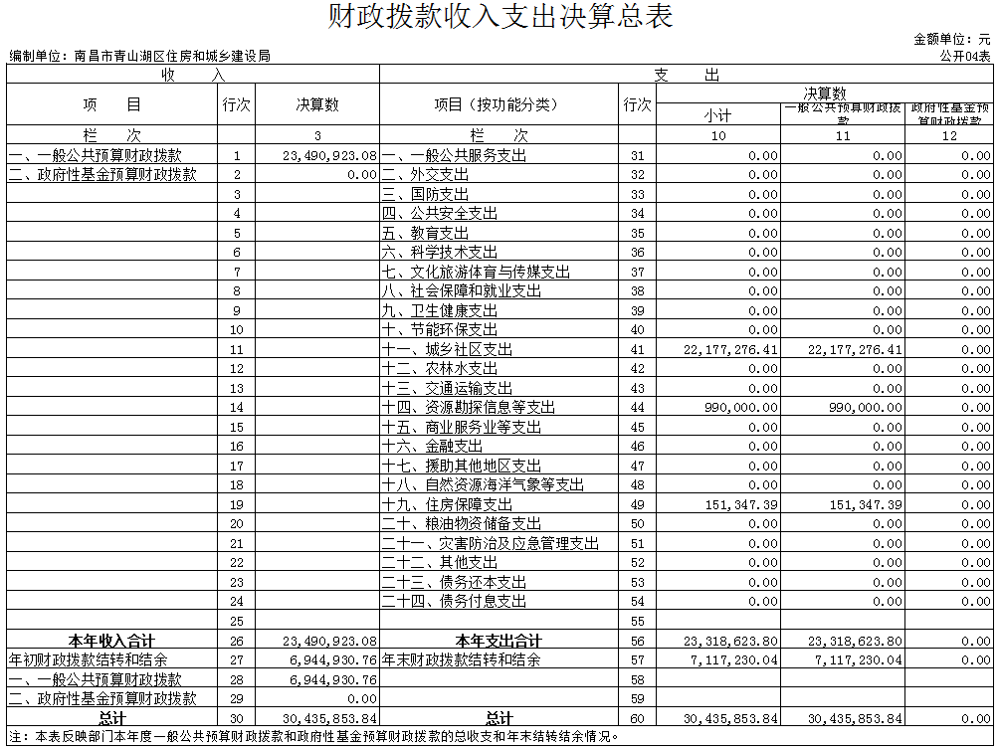 财政拨款收入支出决算总表
金额单位：元
编制单位：南昌市青山湖区住房和城乡建设局 公开04表
收 入 支 出
项 目 行次 决算数 项目（按功能分类） 行次 决算数
小计 一般公共预算财政拨款 政府性基金预算财政拨款
栏 次 3 栏 次 10 11 12
一、一般公共预算财政拨款 1 23,490,923.08 一、一般公共服务支出 31 0.00 0.00 0.00
二、政府性基金预算财政拨款 2 0.00 二、外交支出 32 0.00 0.00 0.00
3 三、国防支出 33 0.00 0.00 0.00
4 四、公共安全支出 34 0.00 0.00 0.00
5 五、教育支出 35 0.00 0.00 0.00
6 六、科学技术支出 36 0.00 0.00 0.00
7 七、文化旅游体育与传媒支出 37 0.00 0.00 0.00
8 八、社会保障和就业支出 38 0.00 0.00 0.00
9 九、卫生健康支出 39 0.00 0.00 0.00
10 十、节能环保支出 40 0.00 0.00 0.00
11 十一、城乡社区支出 41 22,177,276.41 22,177,276.41 0.00
12 十二、农林水支出 42 0.00 0.00 0.00
13 十三、交通运输支出 43 0.00 0.00 0.00
14 十四、资源勘探信息等支出 44 990,000.00 990,000.00 0.00
15 十五、商业服务业等支出 45 0.00 0.00 0.00
16 十六、金融支出 46 0.00 0.00 0.00
17 十七、援助其他地区支出 47 0.00 0.00 0.00
18 十八、自然资源海洋气象等支出 48 0.00 0.00 0.00
19 十九、住房保障支出 49 151,347.39 151,347.39 0.00
20 二十、粮油物资储备支出 50 0.00 0.00 0.00
21 二十一、灾害防治及应急管理支出 51 0.00 0.00 0.00
22 二十二、其他支出 52 0.00 0.00 0.00
23 二十三、债务还本支出 53 0.00 0.00 0.00
24 二十四、债务付息支出 54 0.00 0.00 0.00
25 55
本年收入合计 26 23,490,923.08 本年支出合计 56 23,318,623.80 23,318,623.80 0.00
年初财政拨款结转和结余 27 6,944,930.76 年末财政拨款结转和结余 57 7,117,230.04 7,117,230.04 0.00
一、一般公共预算财政拨款 28 6,944,930.76 58
二、政府性基金预算财政拨款 29 0.00 59
总计 30 30,435,853.84 总计 60 30,435,853.84 30,435,853.84 0.00
注：本表反映部门本年度一般公共预算财政拨款和政府性基金预算财政拨款的总收支和年末结转结余情况。